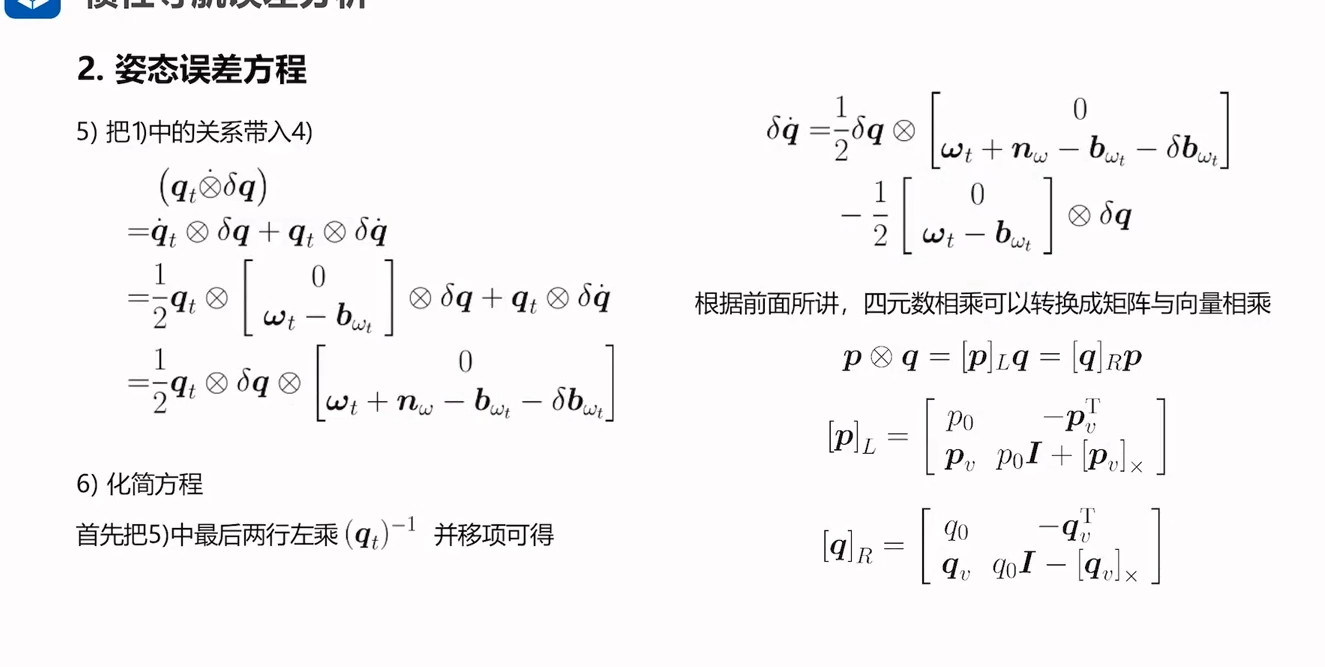 惯性导航误差分析
2. 姿态误差方程
5) 把1)中的关系带入4)
$\dot{(\boldsymbol{q}_t \otimes \delta\boldsymbol{q})}$
$=\dot{\boldsymbol{q}}_t \otimes \delta\boldsymbol{q} + \boldsymbol{q}_t \otimes \delta\dot{\boldsymbol{q}}$
$=\frac{1}{2}\boldsymbol{q}_t \otimes \begin{bmatrix} 0 \\ \boldsymbol{\omega}_t - \boldsymbol{b}_{\omega_t} \end{bmatrix} \otimes \delta\boldsymbol{q} + \boldsymbol{q}_t \otimes \delta\dot{\boldsymbol{q}}$
$=\frac{1}{2}\boldsymbol{q}_t \otimes \delta\boldsymbol{q} \otimes \begin{bmatrix} 0 \\ \boldsymbol{\omega}_t + \boldsymbol{n}_\omega - \boldsymbol{b}_{\omega_t} - \delta\boldsymbol{b}_{\omega_t} \end{bmatrix}$
6) 化简方程
首先把5)中最后两行左乘 $(\boldsymbol{q}_t)^{-1}$ 并移项可得
$\delta\dot{\boldsymbol{q}} = \frac{1}{2}\delta\boldsymbol{q} \otimes \begin{bmatrix} 0 \\ \boldsymbol{\omega}_t + \boldsymbol{n}_\omega - \boldsymbol{b}_{\omega_t} - \delta\boldsymbol{b}_{\omega_t} \end{bmatrix}$
$- \frac{1}{2}\begin{bmatrix} 0 \\ \boldsymbol{\omega}_t - \boldsymbol{b}_{\omega_t} \end{bmatrix} \otimes \delta\boldsymbol{q}$
根据前面所讲，四元数相乘可以转换成矩阵与向量相乘
$\boldsymbol{p} \otimes \boldsymbol{q} = [\boldsymbol{p}]_L \boldsymbol{q} = [\boldsymbol{q}]_R \boldsymbol{p}$
$[\boldsymbol{p}]_L = \begin{bmatrix} p_0 & -\boldsymbol{p}_v^{\mathrm{T}} \\ \boldsymbol{p}_v & p_0\boldsymbol{I} + [\boldsymbol{p}_v]_\times \end{bmatrix}$
$[\boldsymbol{q}]_R = \begin{bmatrix} q_0 & -\boldsymbol{q}_v^{\mathrm{T}} \\ \boldsymbol{q}_v & q_0\boldsymbol{I} - [\boldsymbol{q}_v]_\times \end{bmatrix}$